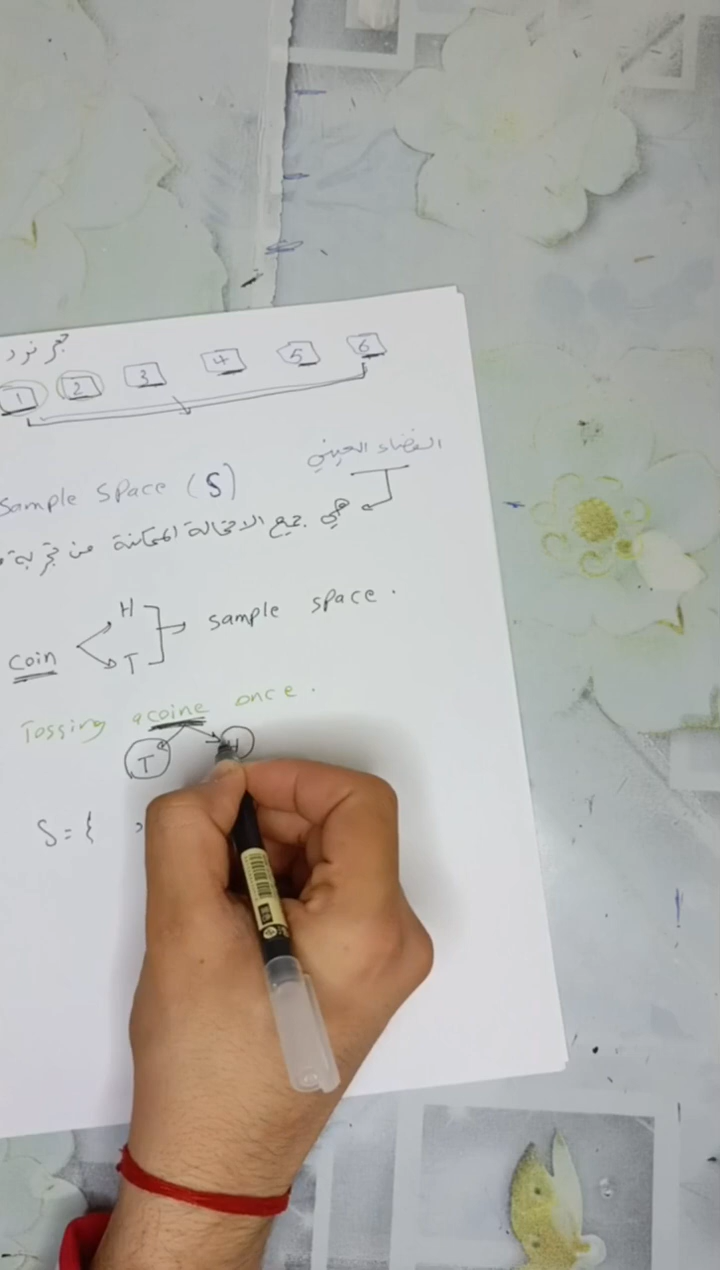 حجر نرد
1 2 3 4 5 6
الفضاء العيني
Sample Space (S)
هي جميع الاحتمالة الممكنة من تجربة
Coin H T sample space.
Tossing a coine once.
T H
S = { ,